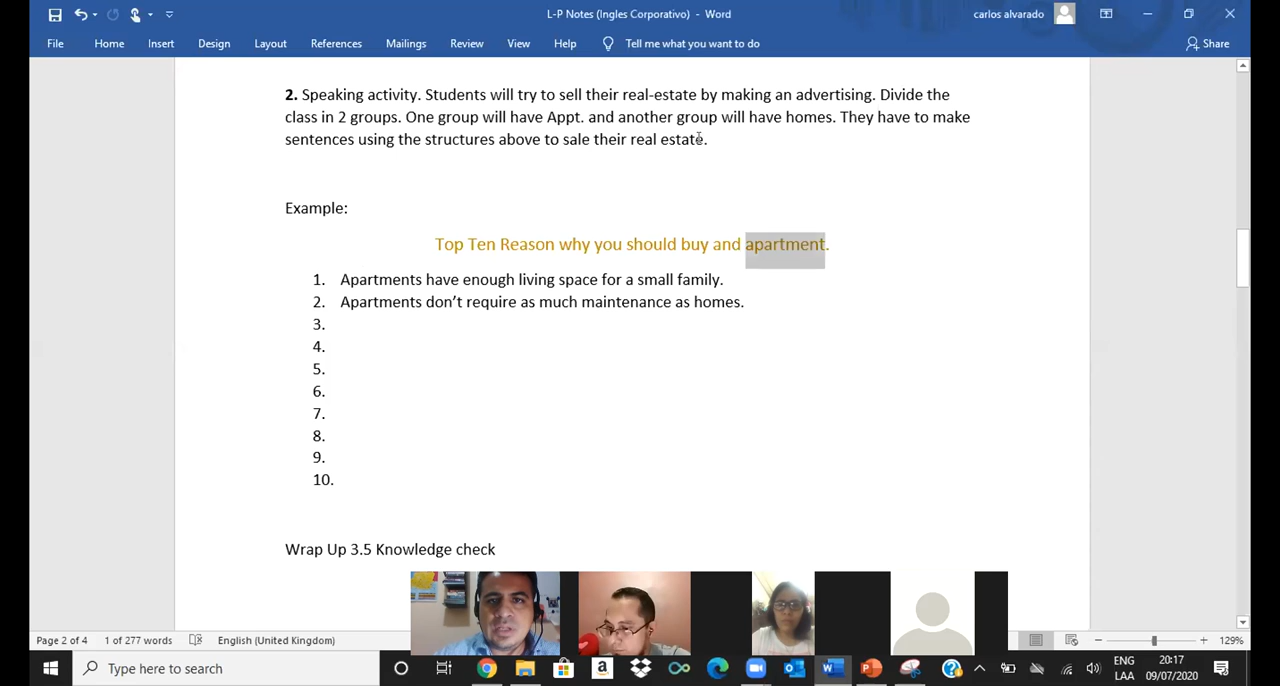 L-P Notes (Ingles Corporativo) - Word
carlos alvarado
File Home Insert Design Layout References Mailings Review View Help Tell me what you want to do Share
2. Speaking activity. Students will try to sell their real-estate by making an advertising. Divide the
class in 2 groups. One group will have Appt. and another group will have homes. They have to make
sentences using the structures above to sale their real estate.
Example:
Top Ten Reason why you should buy and apartment.
1. Apartments have enough living space for a small family.
2. Apartments don't require as much maintenance as homes.
3.
4.
5.
6.
7.
8.
9.
10.
Wrap Up 3.5 Knowledge check
Page 2 of 4 1 of 277 words English (United Kingdom) 129%
Type here to search
ENG 20:17
LAA 09/07/2020